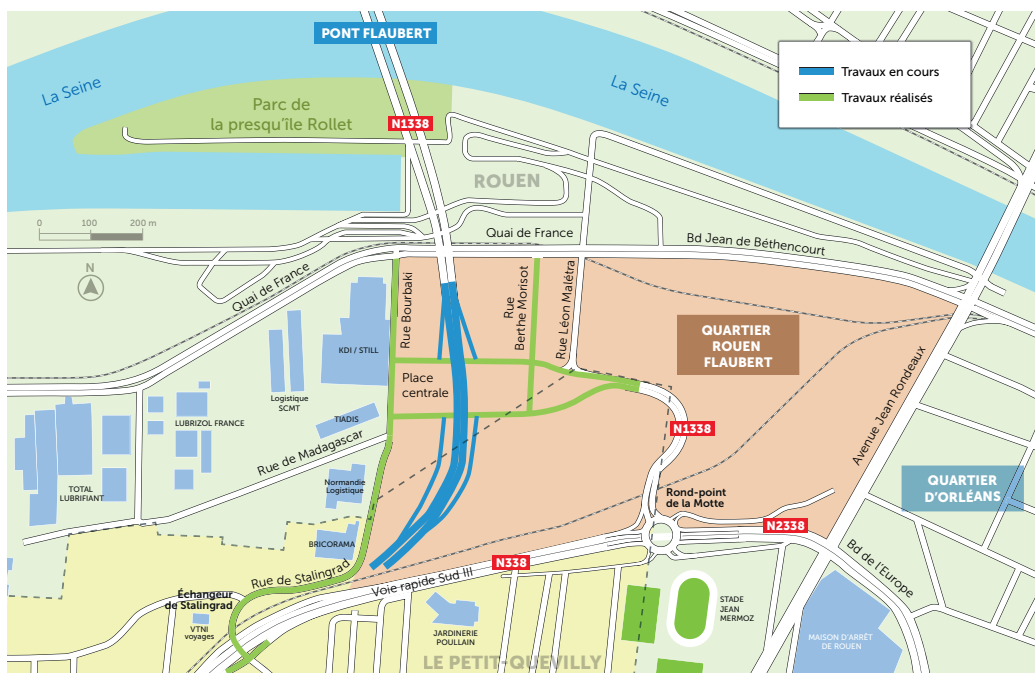 PONT FLAUBERT
Travaux en cours
Travaux réalisés
La Seine
La Seine
Parc de
la presqu'île Rollet
N1338
ROUEN
0 100 200 m
N
Quai de France
Quai de France
Bd Jean de Béthencourt
Rue Bourbaki
Rue
Berthe Morisot
Rue Léon Malétra
QUARTIER
ROUEN
FLAUBERT
KDI / STILL
Place
centrale
Logistique
SCMT
TIADIS
LUBRIZOL FRANCE
Rue de Madagascar
N1338
Avenue Jean Rondeaux
TOTAL
LUBRIFIANT
Normandie
Logistique
QUARTIER
D'ORLÉANS
Rond-point
de la Motte
N2338
BRICORAMA
N338
Rue de Stalingrad
Voie rapide Sud III
Bd de l'Europe
Échangeur
de Stalingrad
VTNI
voyages
JARDINERIE
POULLAIN
STADE
JEAN
MERMOZ
MAISON D'ARRÊT
DE ROUEN
LE PETIT-QUEVILLY